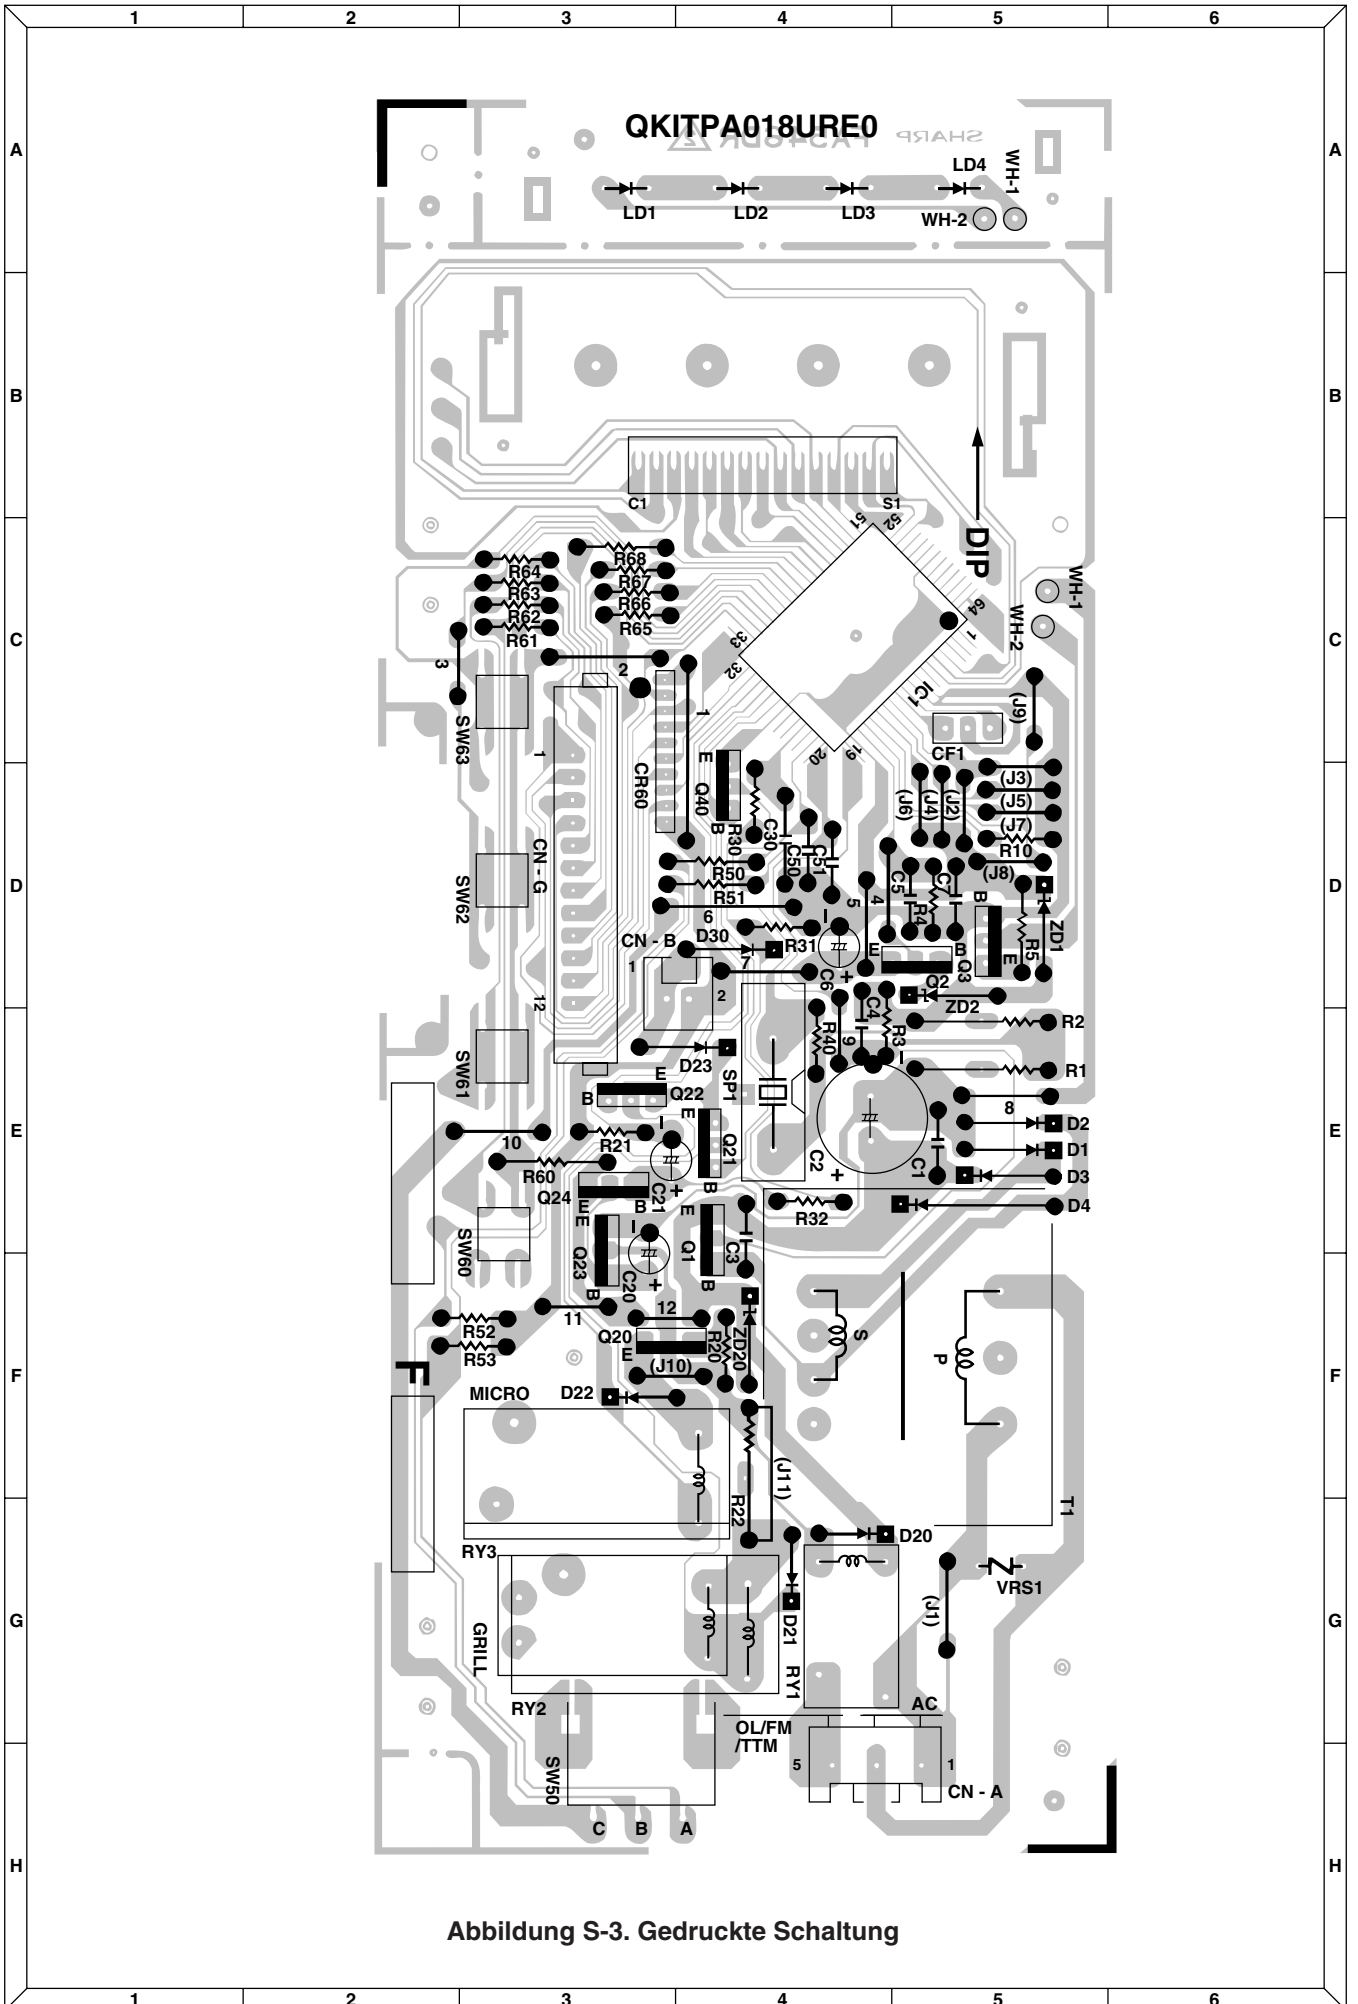 1 2 3 4 5 6
A
QKITPA018URE0
SHARP
A
LD4
WH-1
LD1 LD2 LD3 WH-2
B
B
C1
S1
51
52
DIP
R68
R64
R67
R63
R66
R62
R65
R61
WH-1
WH-2
64
1
33
32
C
C
3
2
1
IC1
(J9)
SW63
1
20
19
CF1
E
CR60
Q40
B
R30
C30
C50
C51
(J6)
(J4)
(J2)
(J3)
(J5)
(J7)
R10
(J8)
CN - G
R50
R51
D
D
SW62
6
5
4
C5
R4
C7
B
ZD1
CN - B
D30
R31
7
E
B
Q3
E
R5
1
2
C6
+
Q2
ZD2
12
C4
R3
R2
R40
9
D23
SP1
R1
SW61
E
B
Q22
E
8
D2
E
E
10
R21
Q21
C2
+
C1
D1
R60
D3
Q24
C21
+
B
E
B
R32
D4
E
E
SW60
Q23
C20
+
Q1
C3
B
B
11
12
R52
Q20
R20
ZD20
S
P
R53
E
(J10)
F
F
F
MICRO
D22
(J11)
R22
T1
RY3
D20
VRS1
G
G
GRILL
D21
(J1)
RY1
RY2
AC
OL/FM
/TTM
SW50
5
1
CN - A
C B A
H
H
Abbildung S-3. Gedruckte Schaltung
1 2 3 4 5 6